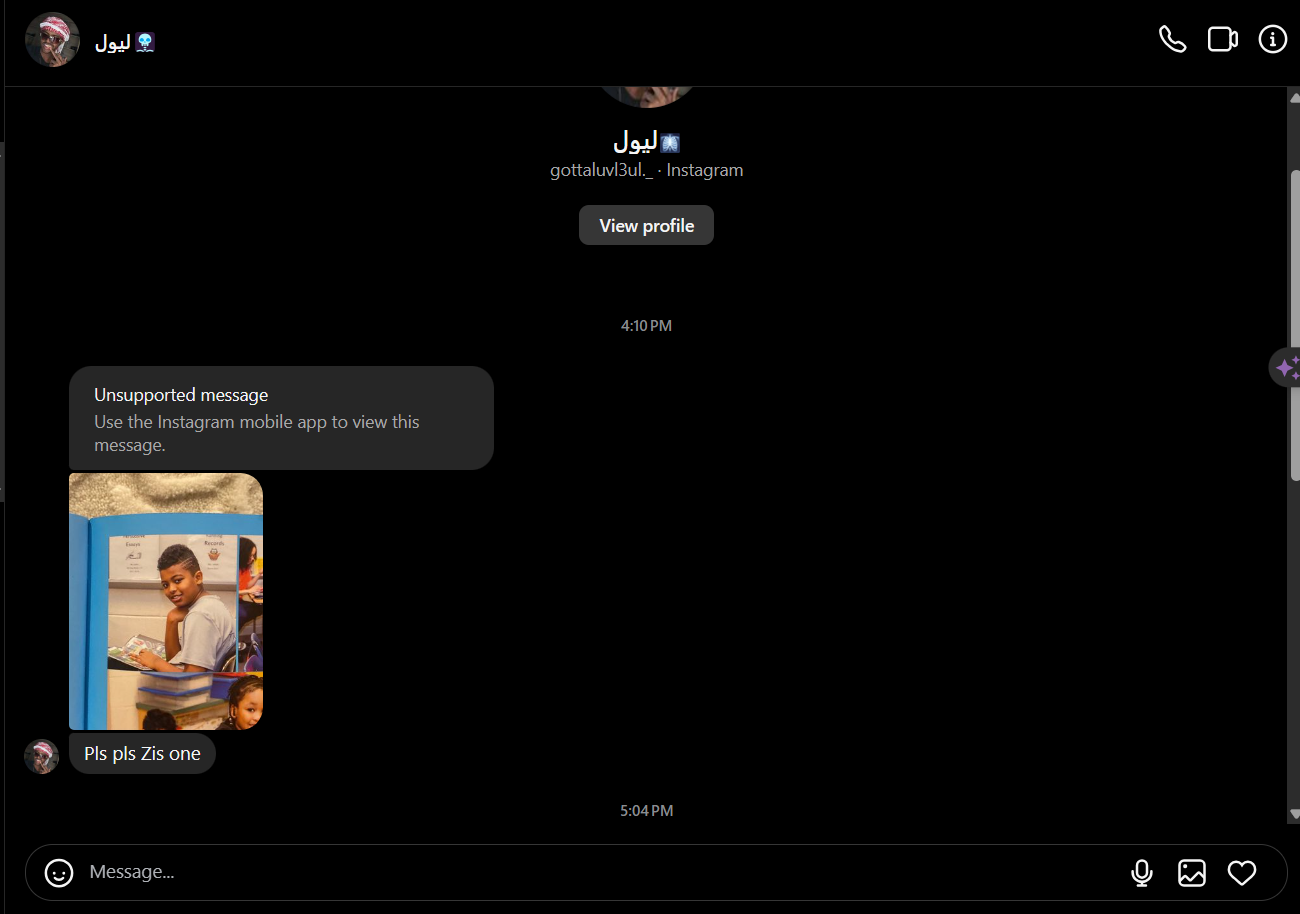 ليول
ليول
gottaluvl3ul._ · Instagram
View profile
4:10 PM
Unsupported message
Use the Instagram mobile app to view this
message.
Records
Pls pls Zis one
5:04 PM
Message...